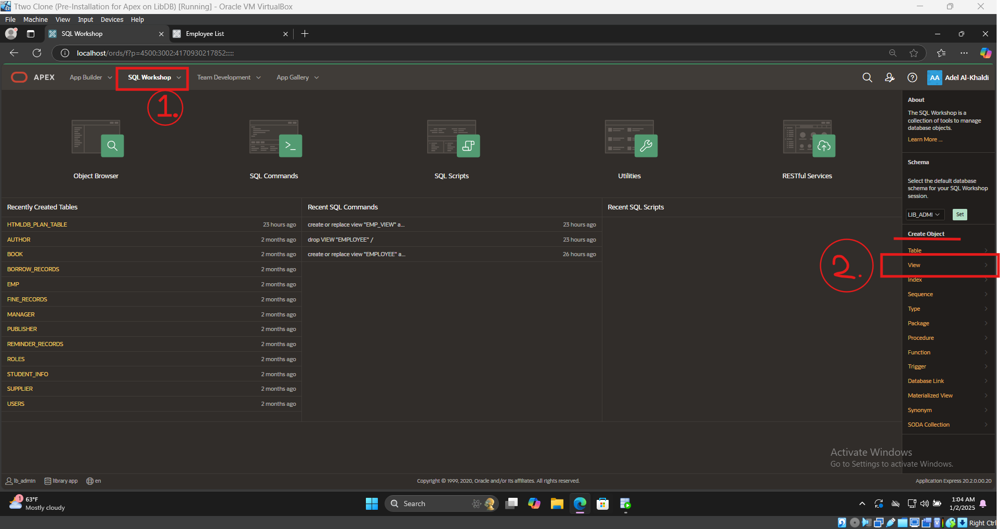 Ttwo Clone (Pre-Installation for Apex on LibDB) [Running] - Oracle VM VirtualBox
File Machine View Input Devices Help
SQL Workshop
Employee List
localhost/ords/f?p=4500:3002:4170930217852:::::
APEX
App Builder
SQL Workshop
Team Development
App Gallery
AA
Adel Al-Khaldi
1.
Object Browser
SQL Commands
SQL Scripts
Utilities
RESTful Services
About
The SQL Workshop is a
collection of tools to manage
database objects.
Learn More ...
Schema
Select the default database
schema for your SQL Workshop
session.
LIB_ADMI
Set
Recently Created Tables
HTMLDB_PLAN_TABLE 23 hours ago
AUTHOR 2 months ago
BOOK 2 months ago
BORROW_RECORDS 2 months ago
EMP 2 months ago
FINE_RECORDS 2 months ago
MANAGER 2 months ago
PUBLISHER 2 months ago
REMINDER_RECORDS 2 months ago
ROLES 2 months ago
STUDENT_INFO 2 months ago
SUPPLIER 2 months ago
USERS 2 months ago
Recent SQL Commands
create or replace view "EMP_VIEW" a... 23 hours ago
drop VIEW "EMPLOYEE" / 23 hours ago
create or replace view "EMPLOYEE" a... 26 hours ago
Recent SQL Scripts
Create Object
2.
Table
View
Index
Sequence
Type
Package
Procedure
Function
Trigger
Database Link
Materialized View
Synonym
SODA Collection
Activate Windows
Go to Settings to activate Windows.
lb_admin
library app
en
Copyright © 1999, 2020, Oracle and/or its affiliates. All rights reserved.
Application Express 20.2.0.00.20
1
63°F
Mostly cloudy
Search
1:04 AM
1/2/2025
Right Ctrl